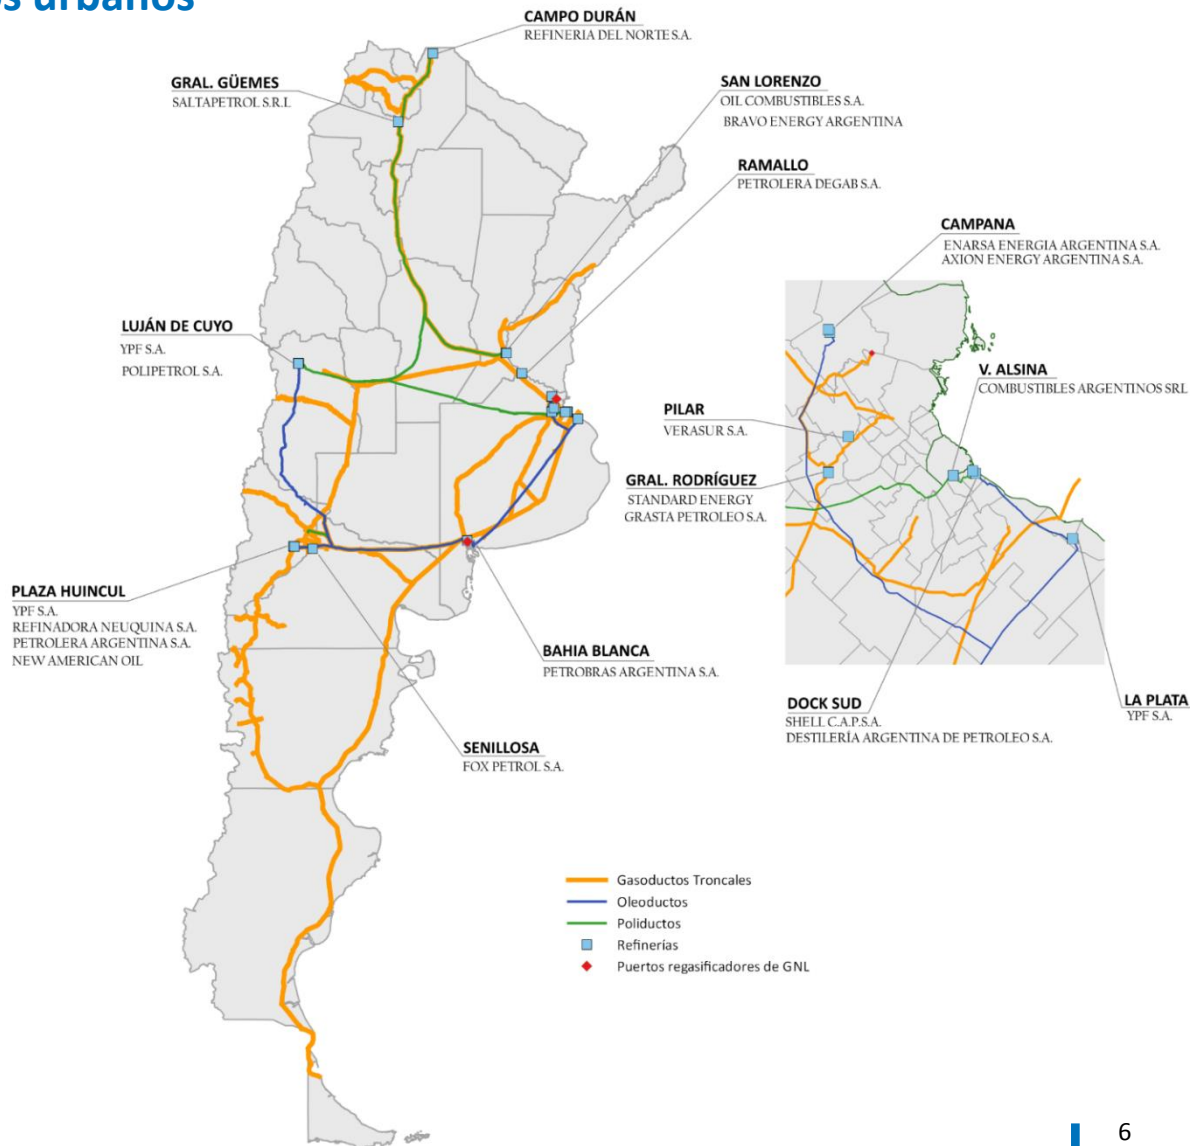 os urbanos
CAMPO DURÁN
REFINERIA DEL NORTE S.A.
GRAL. GÜEMES
SALTAPETROL S.R.L
SAN LORENZO
OIL COMBUSTIBLES S.A.
BRAVO ENERGY ARGENTINA
RAMALLO
PETROLERA DEGAB S.A.
CAMPANA
ENARSA ENERGIA ARGENTINA S.A.
AXION ENERGY ARGENTINA S.A.
LUJÁN DE CUYO
YPF S.A.
POLIPETROL S.A.
V. ALSINA
COMBUSTIBLES ARGENTINOS SRL
PILAR
VERASUR S.A.
GRAL. RODRÍGUEZ
STANDARD ENERGY
GRASTA PETROLEO S.A.
PLAZA HUINCUL
YPF S.A.
REFINADORA NEUQUINA S.A.
PETROLERA ARGENTINA S.A.
NEW AMERICAN OIL
BAHIA BLANCA
PETROBRAS ARGENTINA S.A.
DOCK SUD
SHELL C.A.P.S.A.
DESTILERÍA ARGENTINA DE PETROLEO S.A.
LA PLATA
YPF S.A.
SENILLOSA
FOX PETROL S.A.
Gasoductos Troncales
Oleoductos
Poliductos
Refinerías
Puertos regasificadores de GNL
6